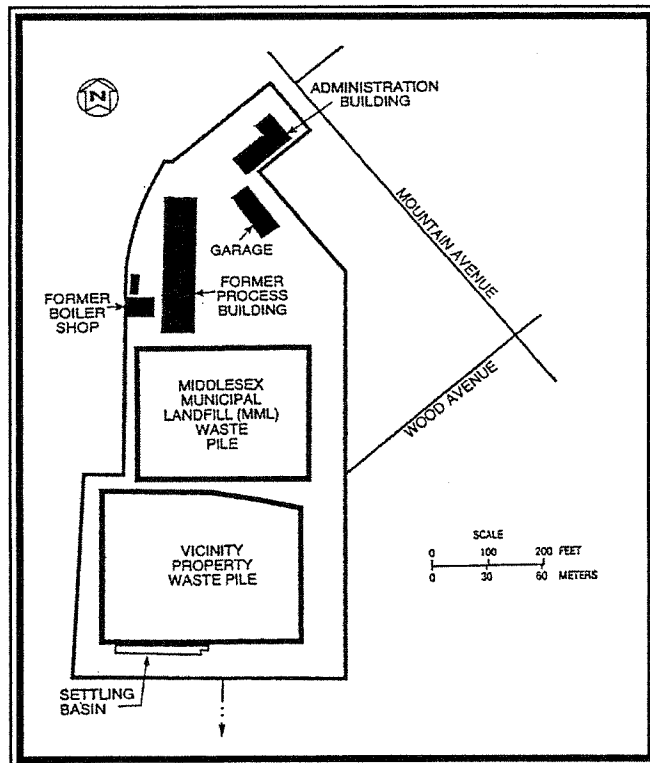 ADMINISTRATION
BUILDING
N
MOUNTAIN AVENUE
GARAGE
FORMER
PROCESS
BUILDING
FORMER
BOILER
SHOP
MIDDLESEX
MUNICIPAL
LANDFILL (MML)
WASTE
PILE
WOOD AVENUE
VICINITY
PROPERTY
WASTE PILE
SCALE
0 100 200 FEET
0 30 60 METERS
SETTLING
BASIN